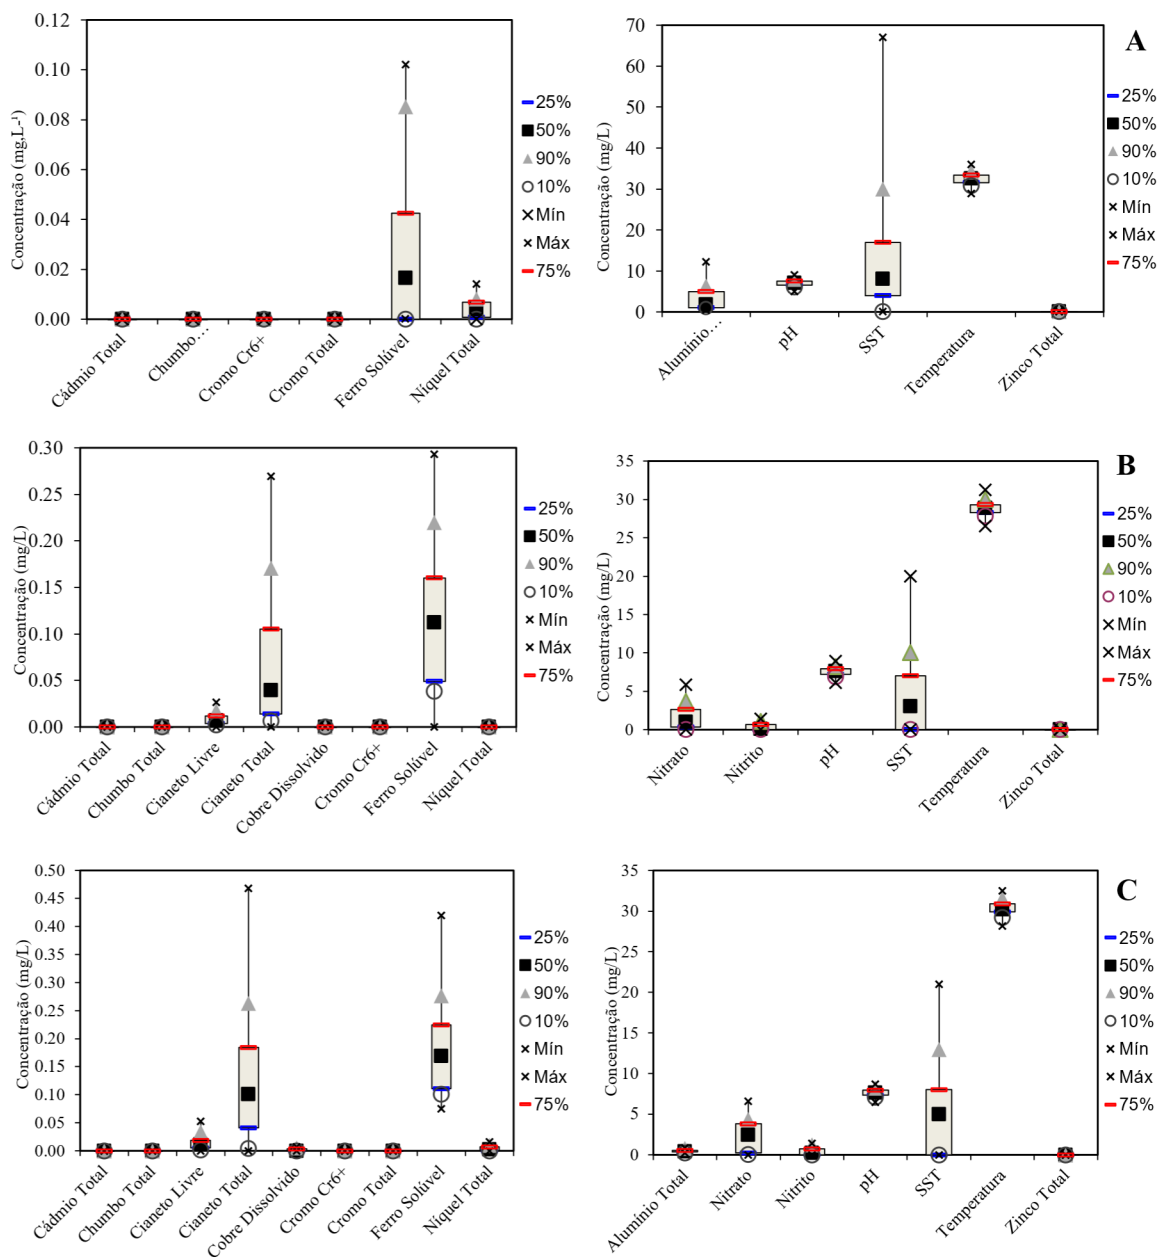 0.12
0.10
0.08
0.06
0.04
0.02
0.00
Concentração (mg,L-¹)
Cádmio Total
Chumbo…
Cromo Cr6+
Cromo Total
Ferro Solúvel
Níquel Total
25%
50%
90%
10%
Mín
Máx
75%
A
70
60
50
40
30
20
10
0
Concentração (mg/L)
Alumínio…
pH
SST
Temperatura
Zinco Total
25%
50%
90%
10%
Mín
Máx
75%
0.30
0.25
0.20
0.15
0.10
0.05
0.00
Concentração (mg/L)
Cádmio Total
Chumbo Total
Cianeto Livre
Cianeto Total
Cobre Dissolvido
Cromo Cr6+
Ferro Solúvel
Níquel Total
25%
50%
90%
10%
Mín
Máx
75%
B
35
30
25
20
15
10
5
0
Concentração (mg/L)
Nitrato
Nitrito
pH
SST
Temperatura
Zinco Total
25%
50%
90%
10%
Mín
Máx
75%
0.50
0.45
0.40
0.35
0.30
0.25
0.20
0.15
0.10
0.05
0.00
Concentração (mg/L)
Cádmio Total
Chumbo Total
Cianeto Livre
Cianeto Total
Cobre Dissolvido
Cromo Cr6+
Cromo Total
Ferro Solúvel
Níquel Total
25%
50%
90%
10%
Mín
Máx
75%
C
35
30
25
20
15
10
5
0
Concentração (mg/L)
Alumínio Total
Nitrato
Nitrito
pH
SST
Temperatura
Zinco Total
25%
50%
90%
10%
Mín
Máx
75%